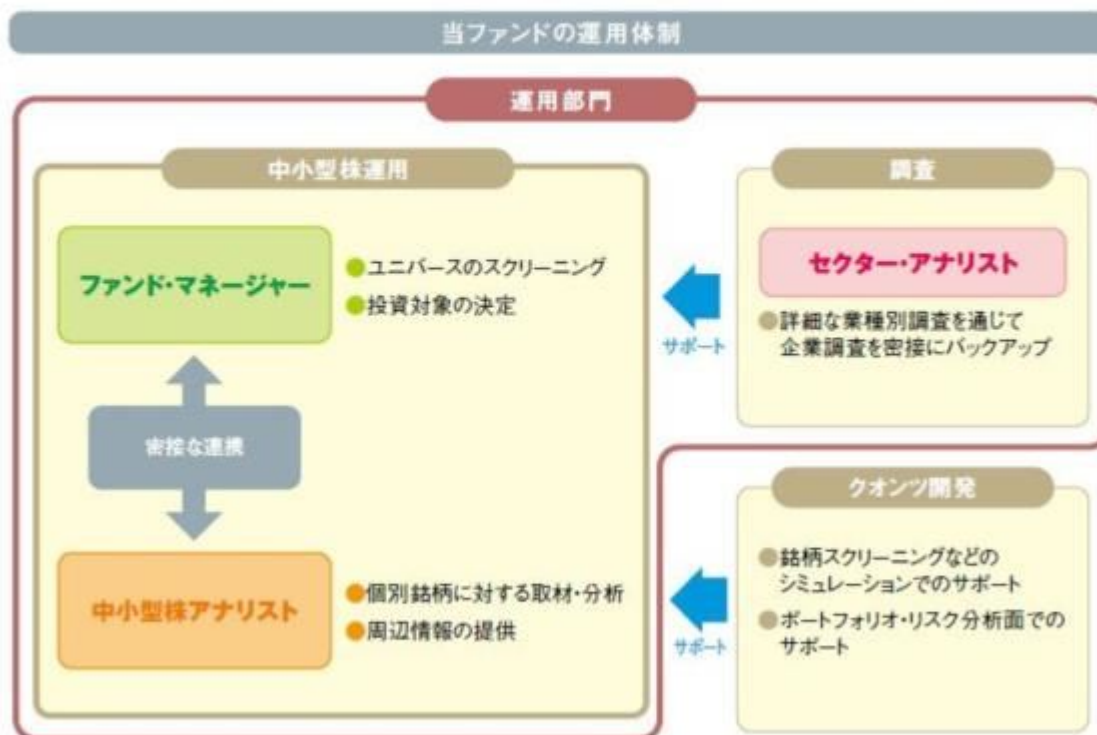 当ファンドの運用体制
運用部門
中小型株運用
ファンド・マネージャー
●ユニバースのスクリーニング
●投資対象の決定
密接な連携
中小型株アナリスト
●個別銘柄に対する取材・分析
●周辺情報の提供
サポート
調査
セクター・アナリスト
●詳細な業種別調査を通じて
企業調査を密接にバックアップ
サポート
クオンツ開発
●銘柄スクリーニングなどの
シミュレーションでのサポート
●ポートフォリオ・リスク分析面での
サポート